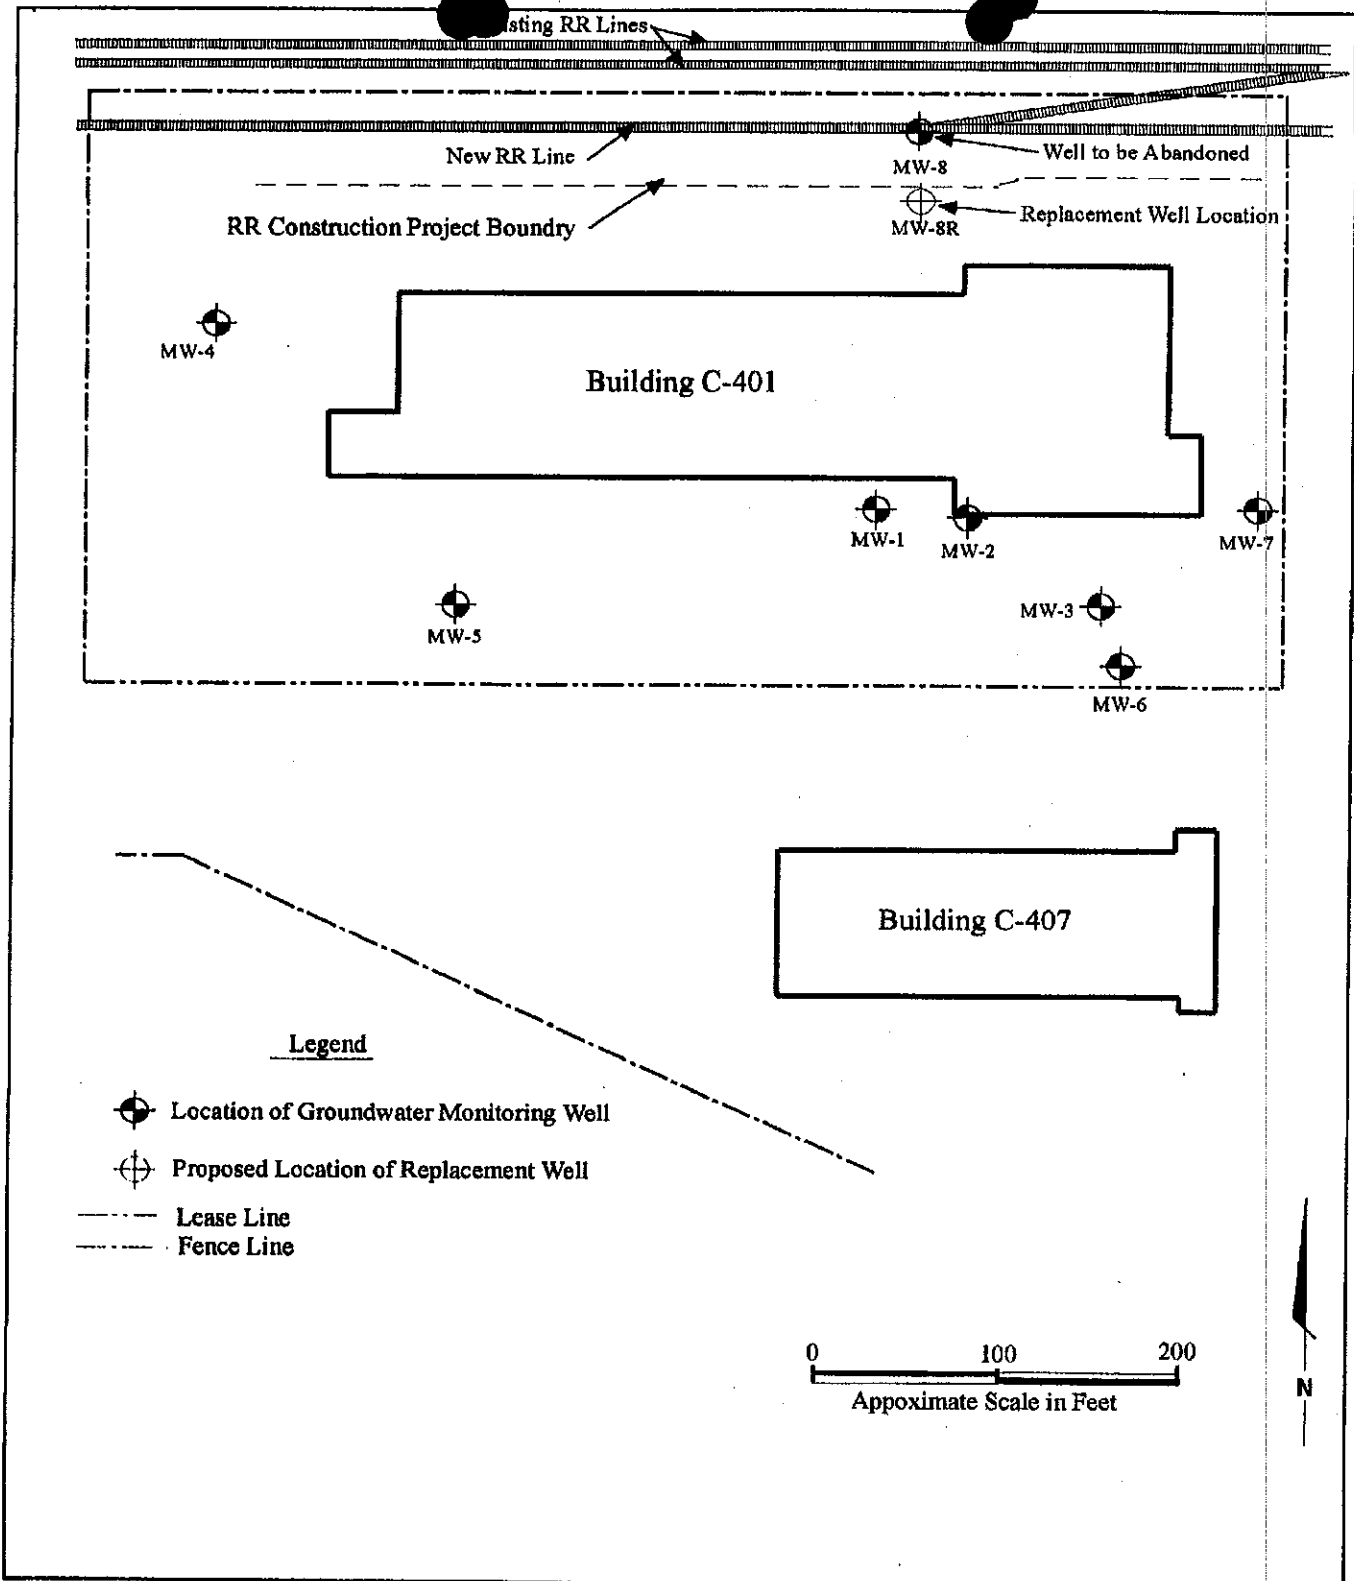 RR Lines
New RR Line
MW-8
Well to be Abandoned
RR Construction Project Boundry
MW-8R
Replacement Well Location
MW-4
Building C-401
MW-1
MW-2
MW-7
MW-5
MW-3
MW-6
Building C-407
Legend
Location of Groundwater Monitoring Well
Proposed Location of Replacement Well
Lease Line
Fence Line
0 100 200
Appoximate Scale in Feet
N